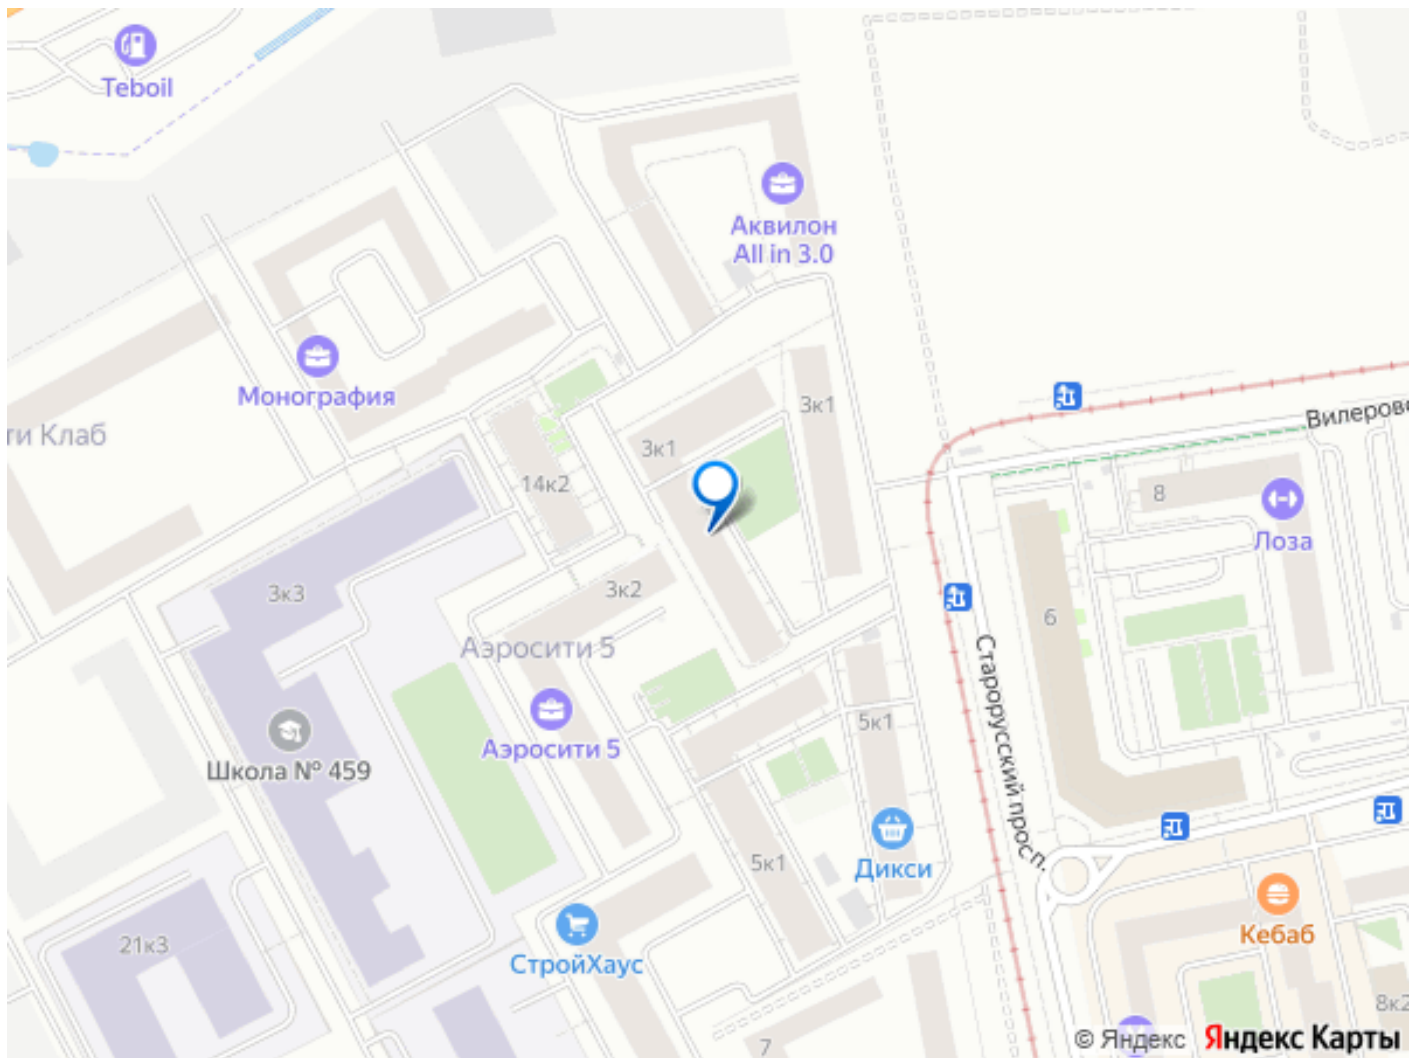 Teboil
Аквилон
All in 3.0
Монография
ти Клаб
3к1
3к1
14к2
Вилеровс
8
Лоза
3к3
3к2
6
Аэросити 5
Аэросити 5
Старорусский просп.
5к1
Школа № 459
Дикси
5к1
21к3
СтройХаус
Кебаб
8к2
7
© Яндекс Яндекс Карты